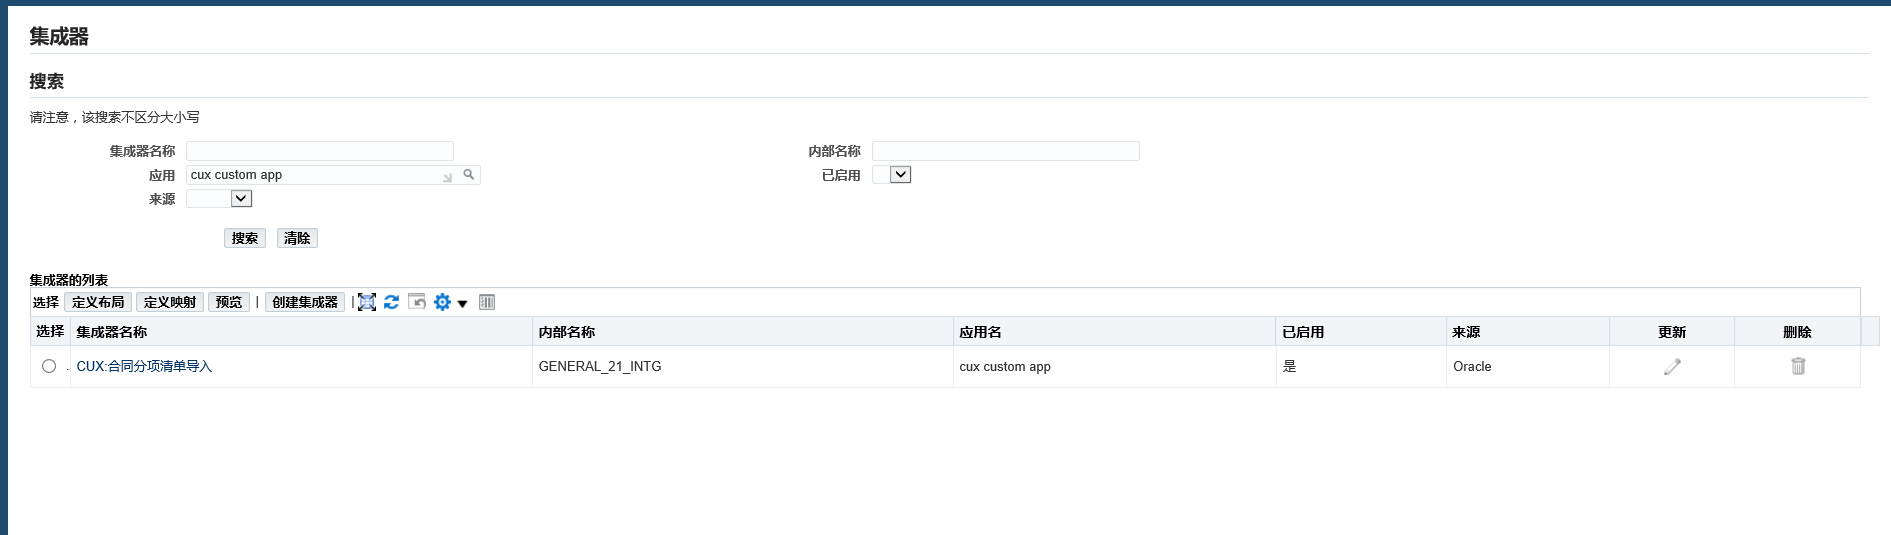 集成器
搜索
请注意，该搜索不区分大小写
集成器名称 内部名称
应用 cux custom app 已启用
来源
搜索 清除
集成器的列表
选择 定义布局 定义映射 预览 | 创建集成器 |
选择 集成器名称 内部名称 应用名 已启用 来源 更新 删除
CUX:合同分项清单导入 GENERAL_21_INTG cux custom app 是 Oracle